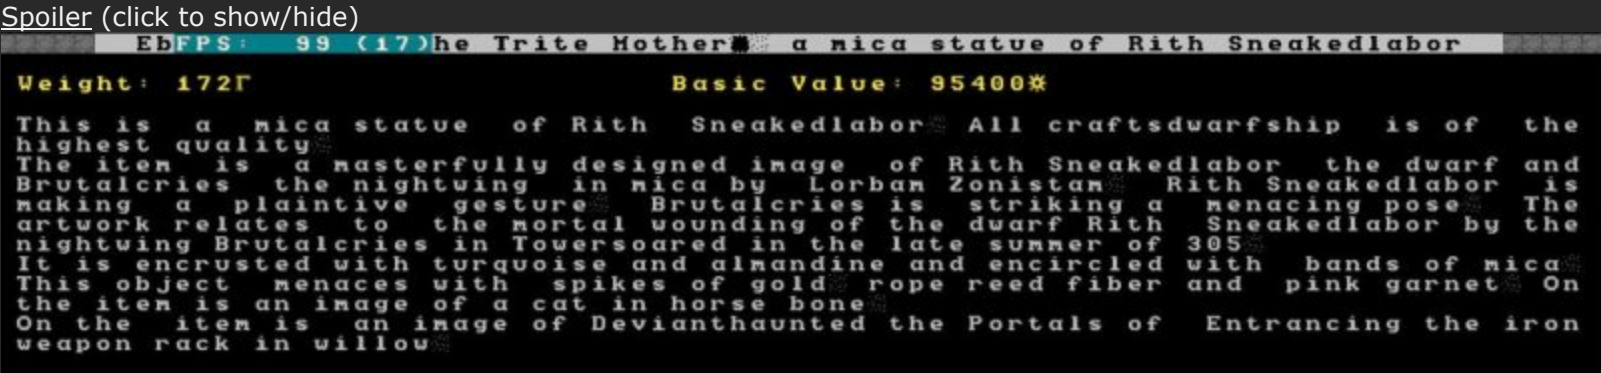 Spoiler (click to show/hide)
EbFPS: 99 (17)he Trite Mother a mica statue of Rith Sneakedlabor
Weight: 172Γ Basic Value: 95400☼
This is a mica statue of Rith Sneakedlabor All craftsdwarfship is of the
highest quality
The item is a masterfully designed image of Rith Sneakedlabor the dwarf and
Brutalcries the nightwing in mica by Lorbam Zonistam Rith Sneakedlabor is
making a plaintive gesture Brutalcries is striking a menacing pose The
artwork relates to the mortal wounding of the dwarf Rith Sneakedlabor by the
nightwing Brutalcries in Towersoared in the late summer of 305
It is encrusted with turquoise and almandine and encircled with bands of mica
This object menaces with spikes of gold rope reed fiber and pink garnet On
the item is an image of a cat in horse bone
On the item is an image of Devianthaunted the Portals of Entrancing the iron
weapon rack in willow